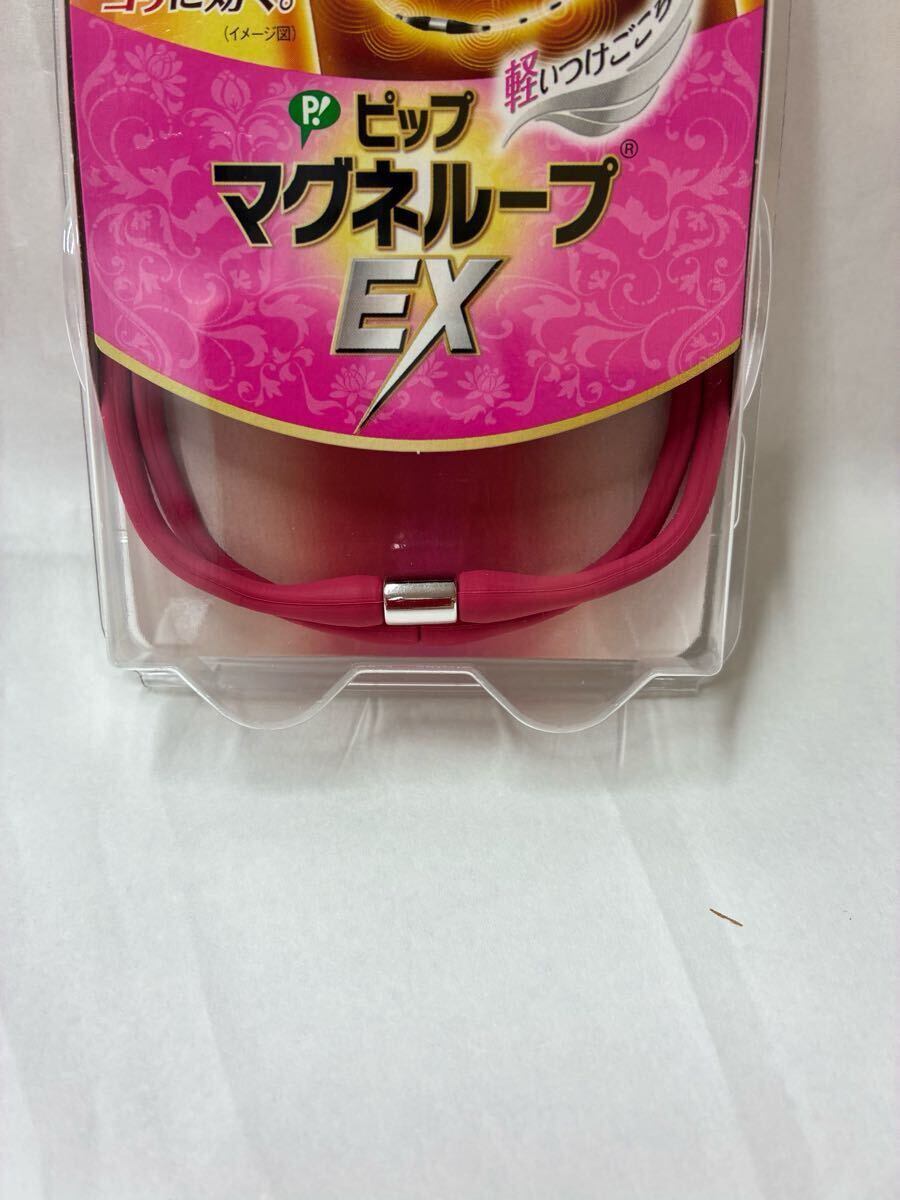 コリに効く。
(イメージ図)
軽いつけごこち
P!
ピップ
マグネループ®
EX